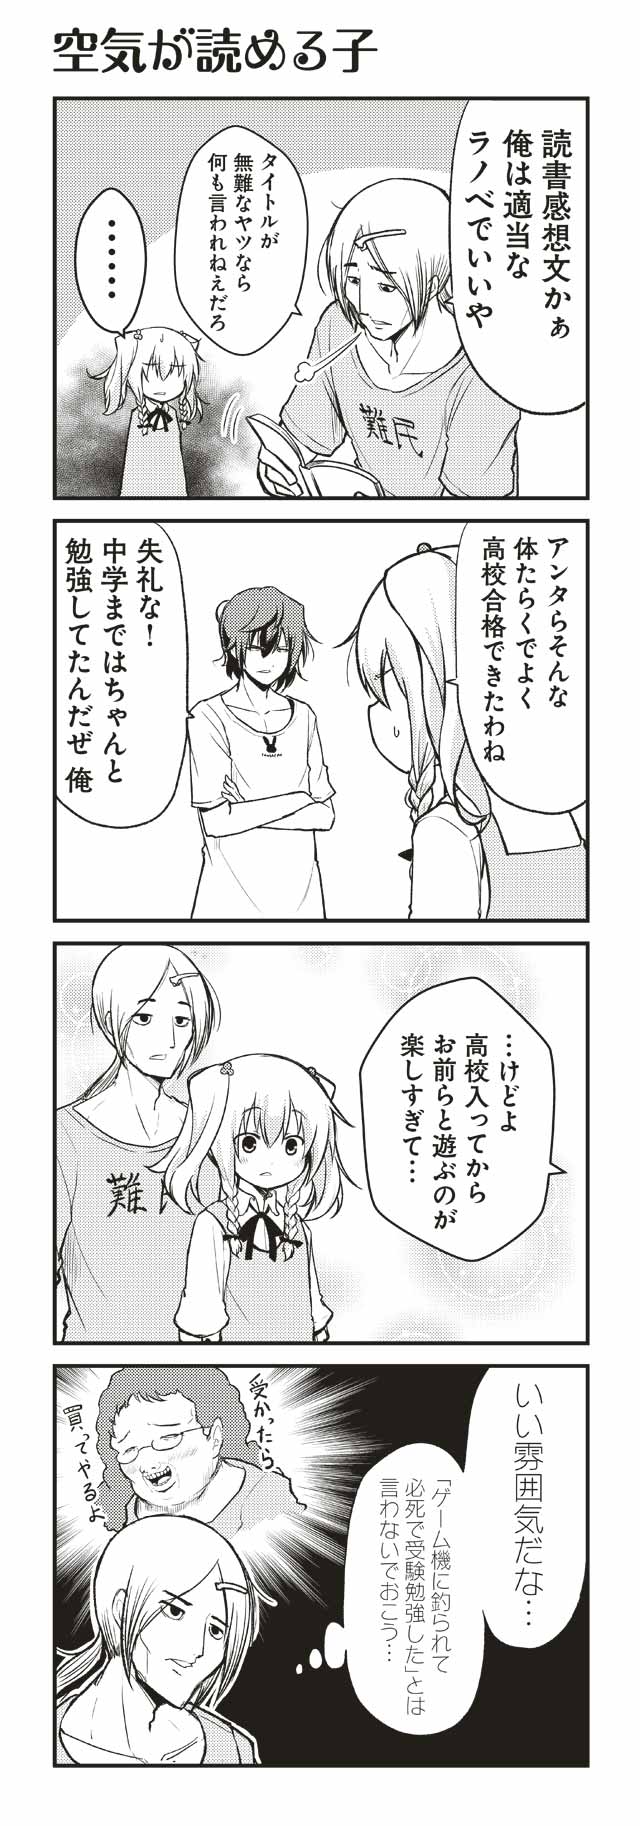 空気が読める子
読書感想文かぁ
俺は適当な
ラノベでいいや
タイトルが
無難なヤツなら
何も言われねえだろ
……
難民
アンタらそんな
体たらくでよく
高校合格できたわね
失礼な！
中学まではちゃんと
勉強してたんだぜ 俺
…けどよ
高校入ってから
お前らと遊ぶのが
楽しすぎて…
難民
いい雰囲気だな…
「ゲーム機に釣られて
必死で受験勉強した」とは
言わないでおこう…
受かったら
買ってやるよ